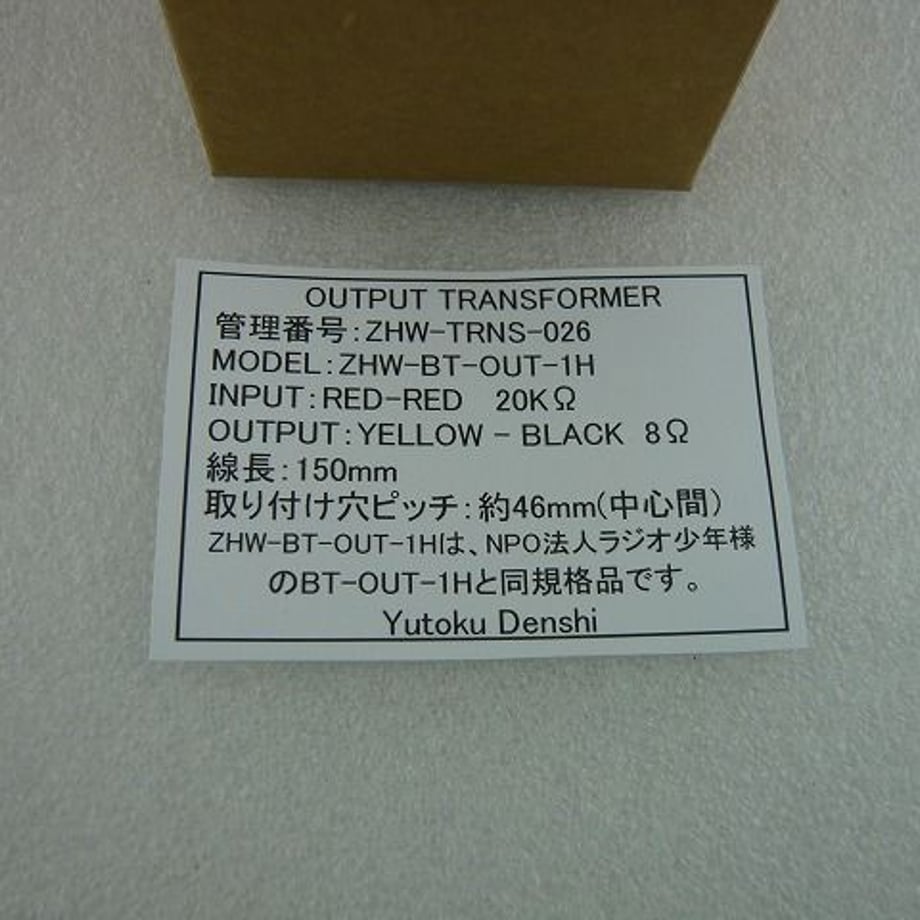 OUTPUT TRANSFORMER
管理番号:ZHW-TRNS-026
MODEL:ZHW-BT-OUT-1H
INPUT:RED-RED 20KΩ
OUTPUT:YELLOW - BLACK 8Ω
線長:150mm
取り付け穴ピッチ:約46mm(中心間)
ZHW-BT-OUT-1Hは、NPO法人ラジオ少年様
のBT-OUT-1Hと同規格品です。
Yutoku Denshi